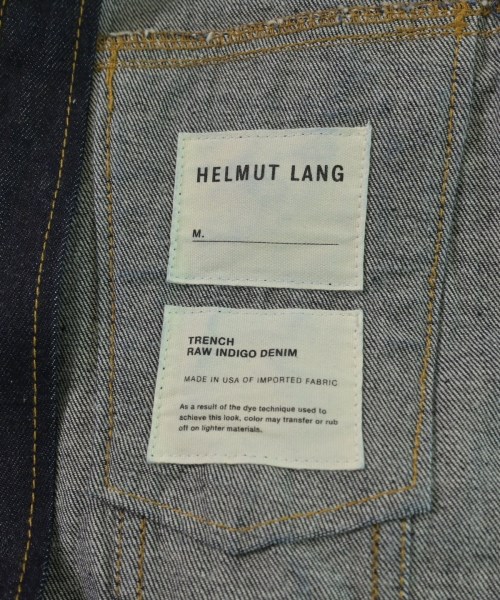 HELMUT LANG
M.
TRENCH
RAW INDIGO DENIM
MADE IN USA OF IMPORTED FABRIC
As a result of the dye technique used to
achieve this look, color may transfer or rub
off on lighter materials.